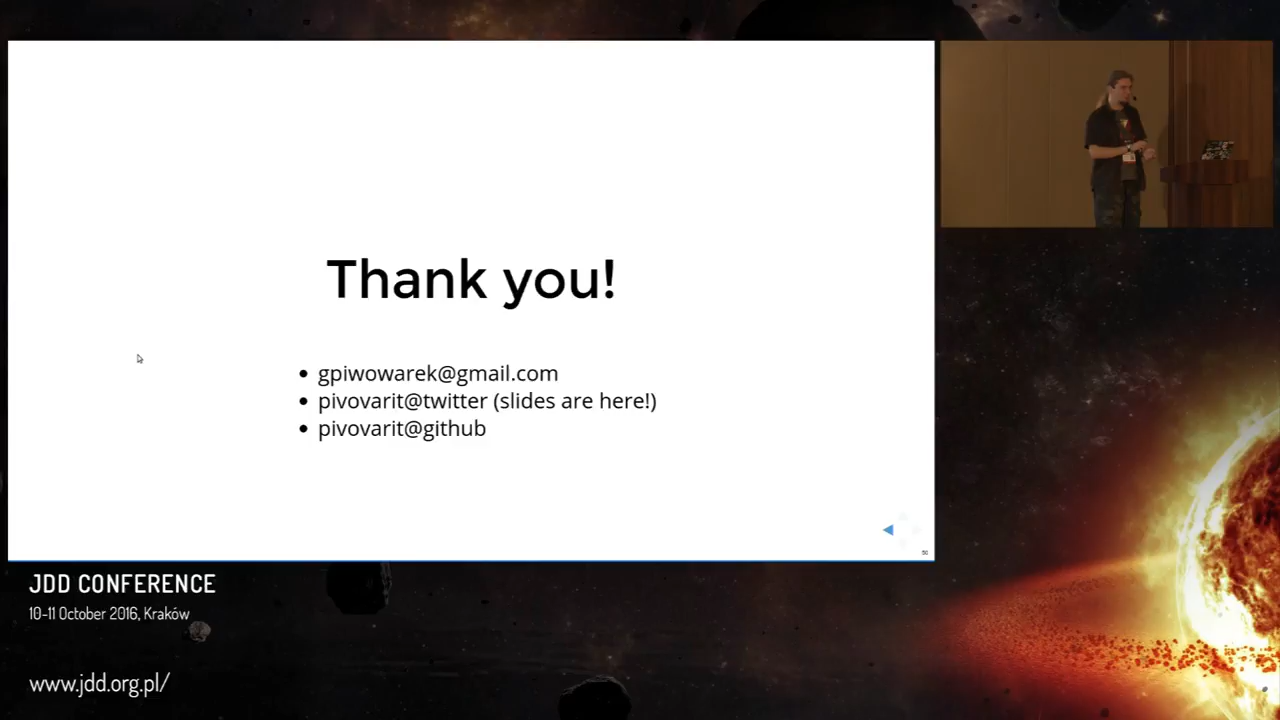 Thank you!
gpiwowarek@gmail.com
pivovarit@twitter (slides are here!)
pivovarit@github
50
JDD CONFERENCE
10-11 October 2016, Kraków
www.jdd.org.pl/